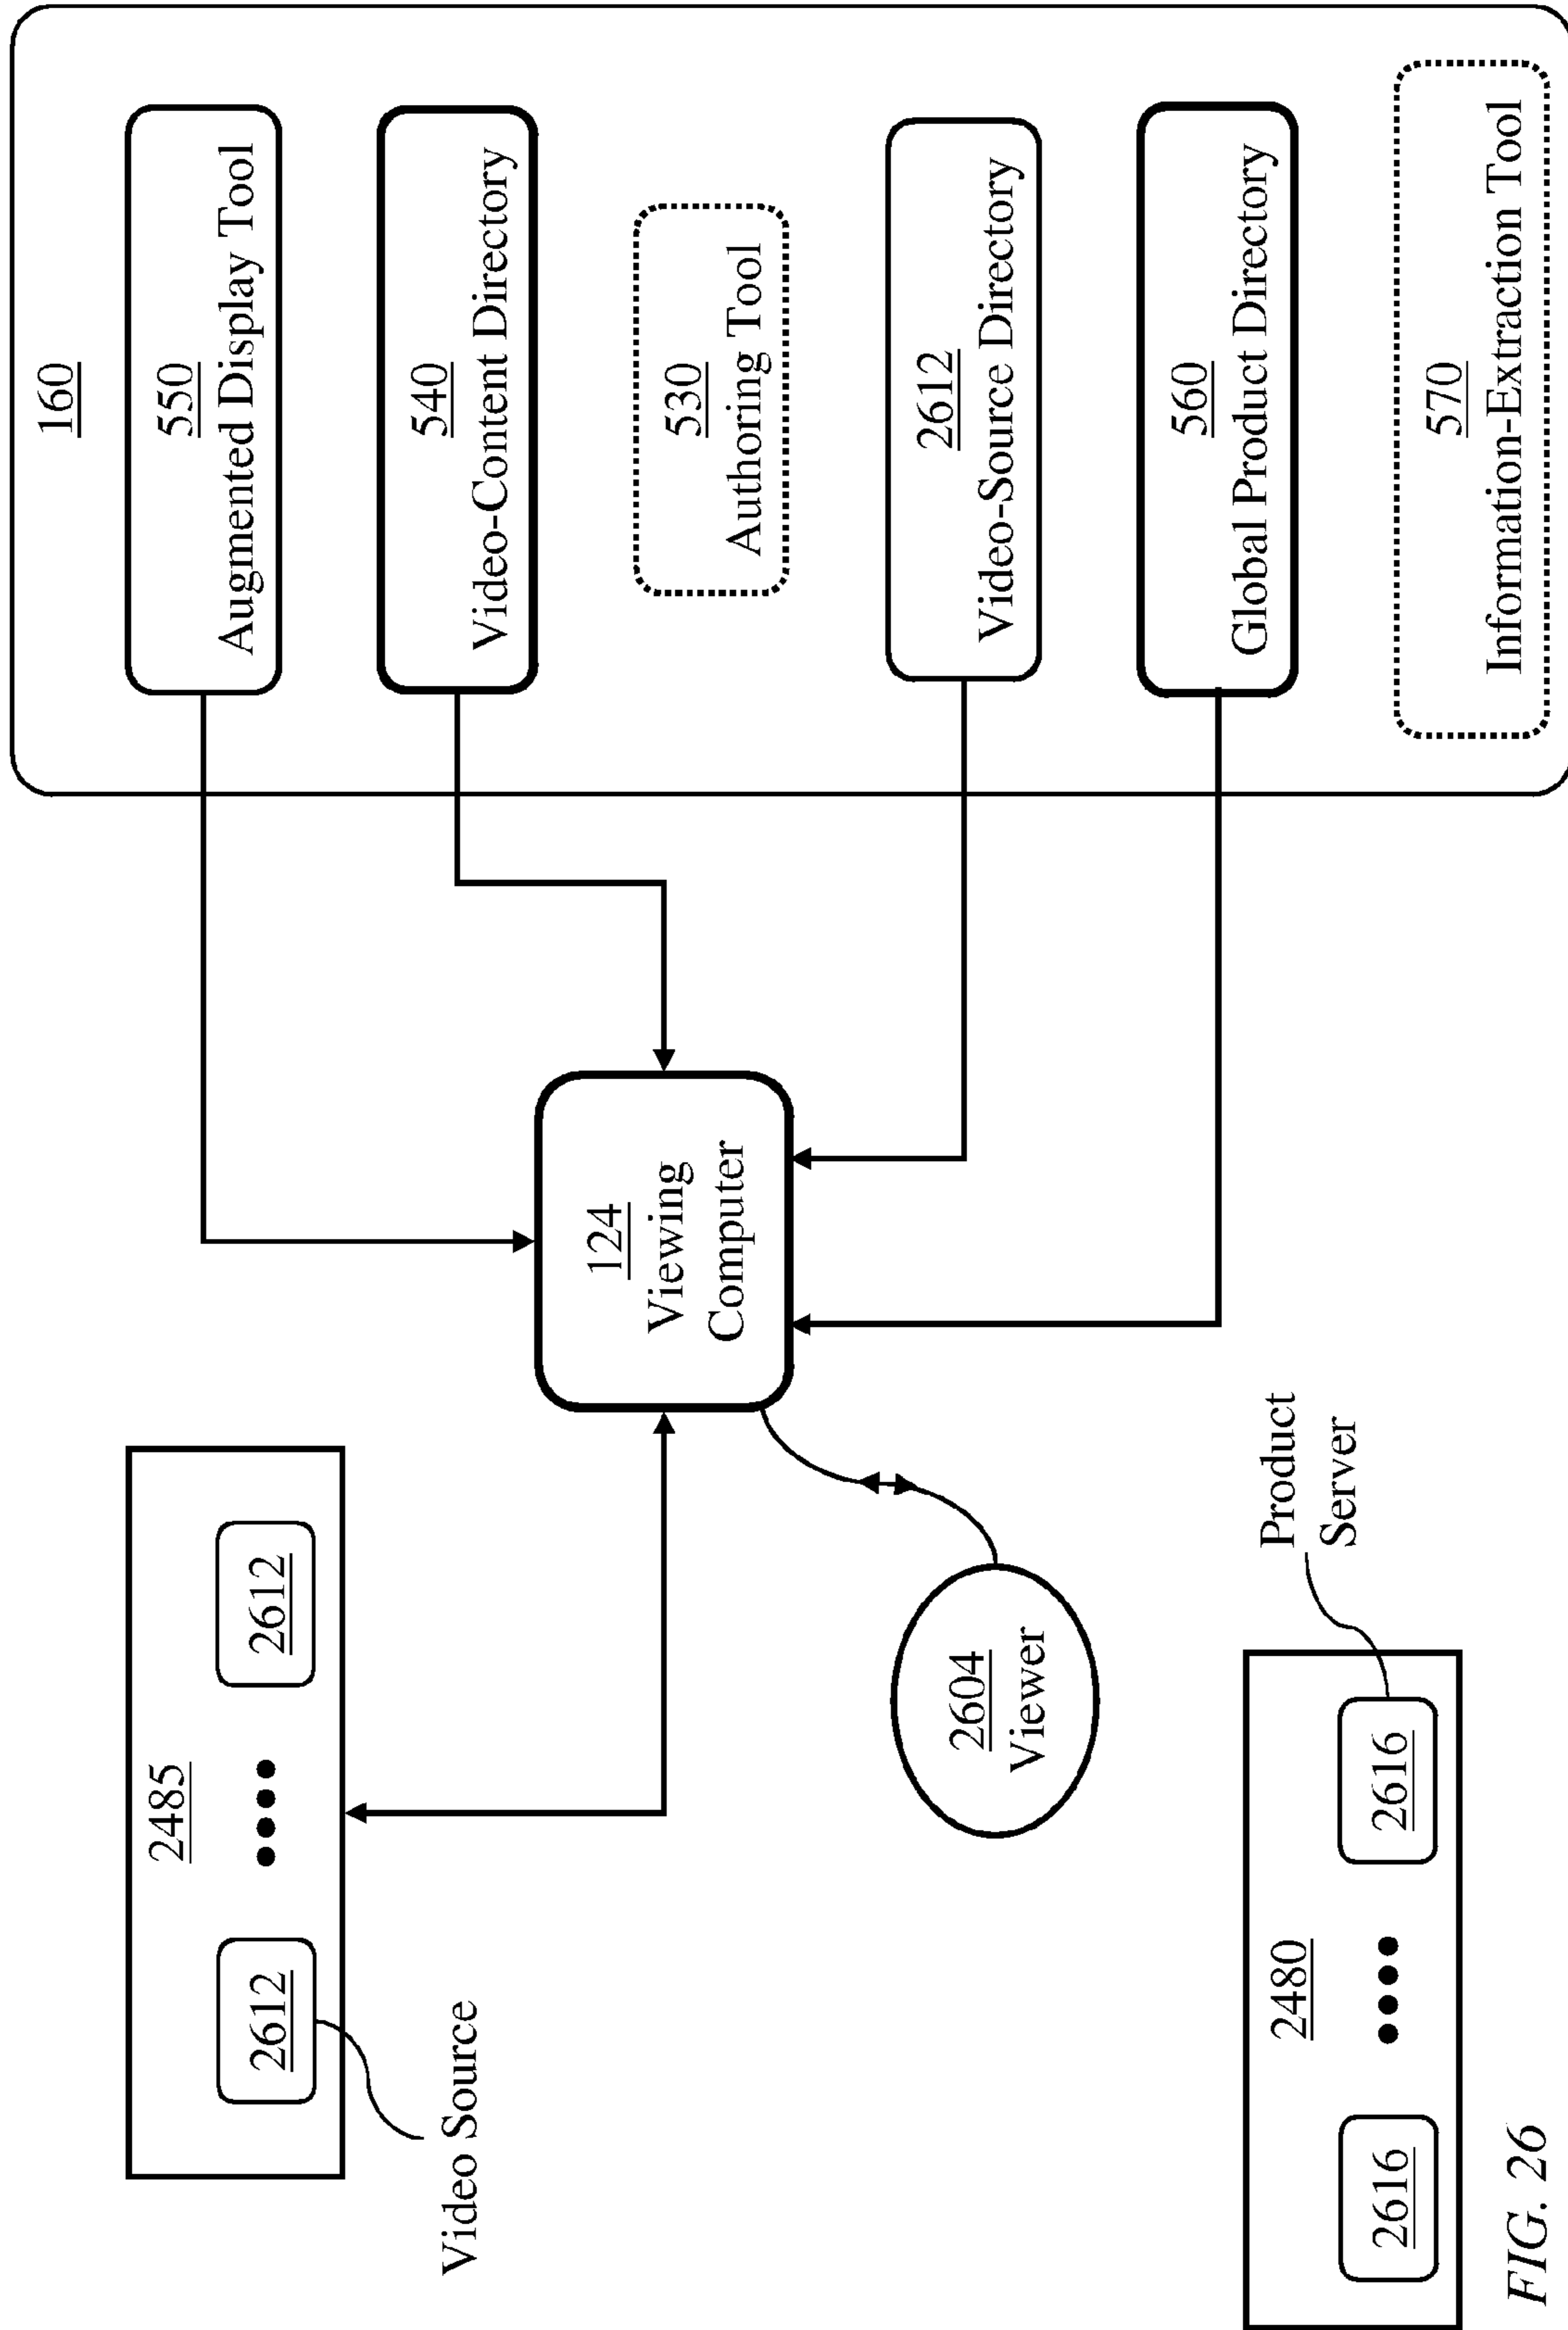 160
2485
2612
2612
Video Source
550
Augmented Display Tool
540
Video-Content Directory
124
Viewing
Computer
530
Authoring Tool
2604
Viewer
2612
Video-Source Directory
560
Global Product Directory
Product
Server
2480
2616
2616
570
Information-Extraction Tool
FIG. 26